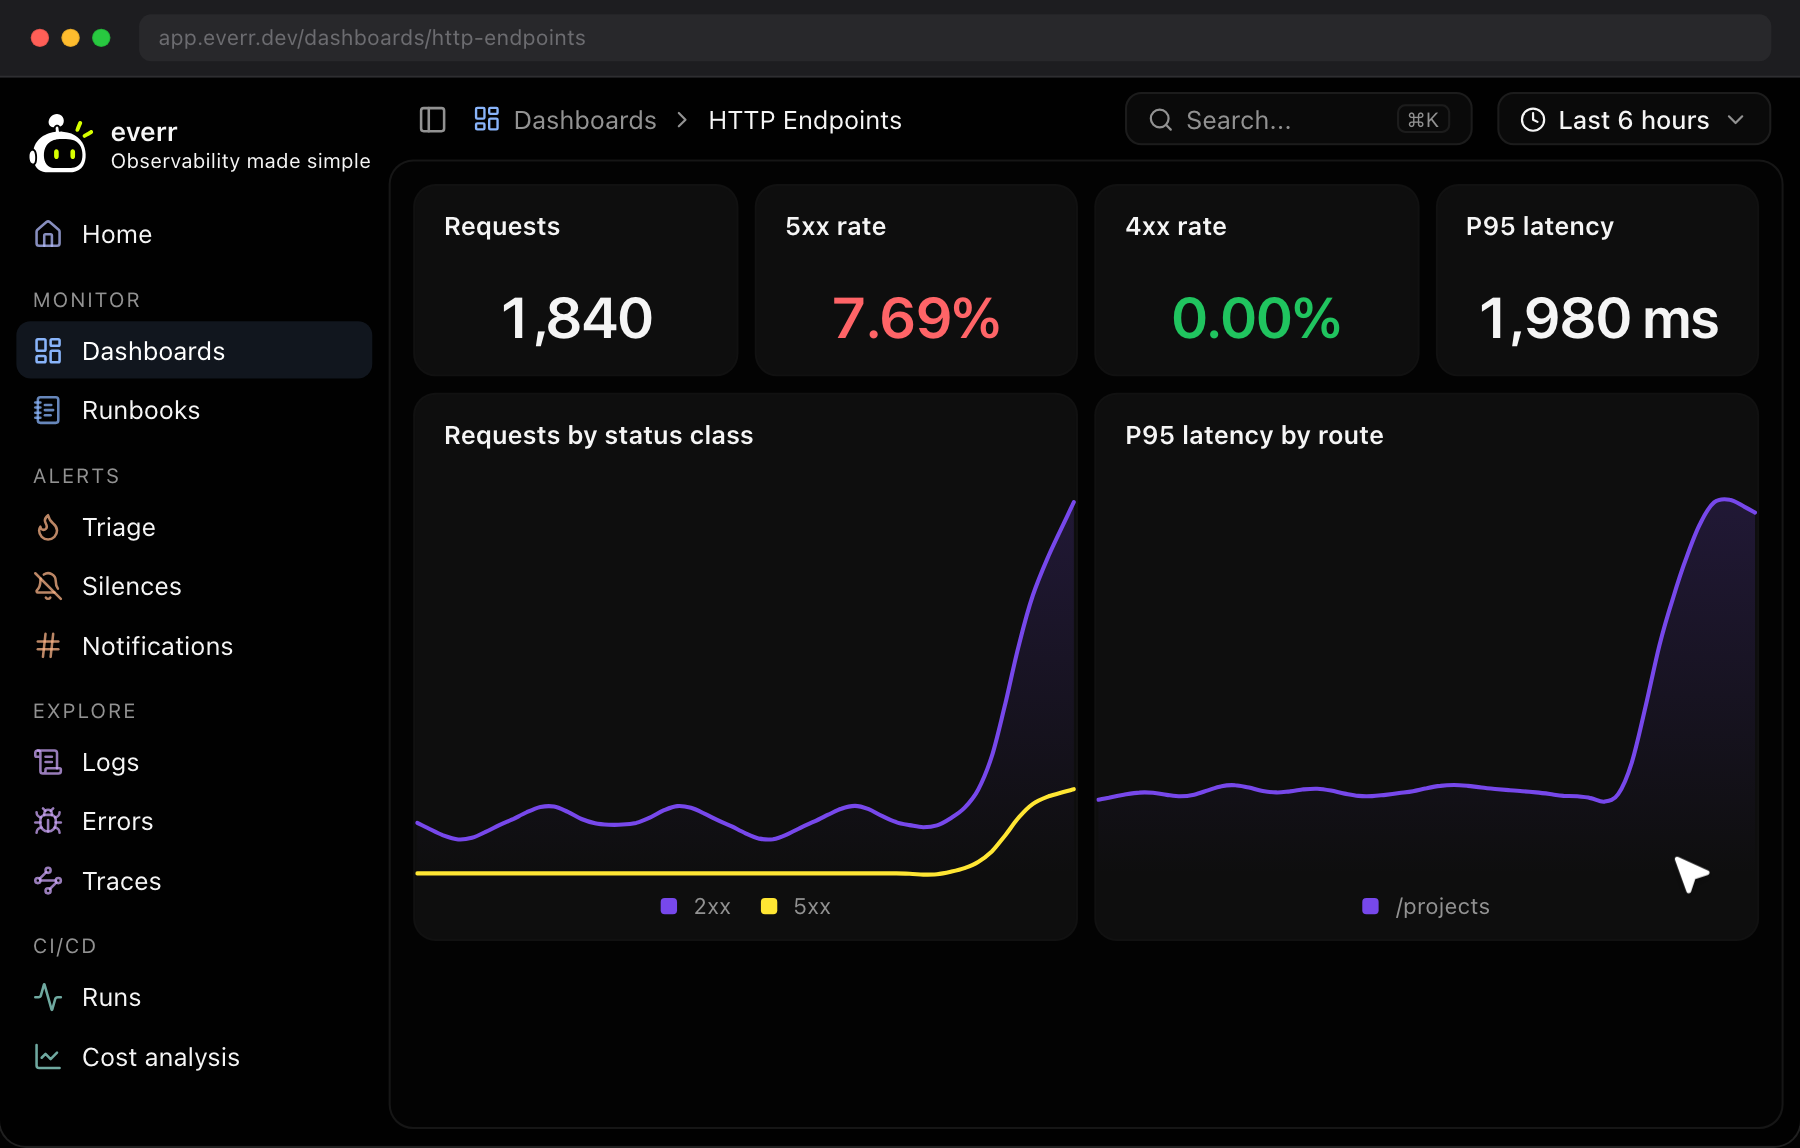 app.everr.dev/dashboards/http-endpoints
everr
Observability made simple
Dashboards
HTTP Endpoints
Search...
⌘K
Last 6 hours
Home
MONITOR
Dashboards
Runbooks
ALERTS
Triage
Silences
Notifications
EXPLORE
Logs
Errors
Traces
CI/CD
Runs
Cost analysis
Requests
1,840
5xx rate
7.69%
4xx rate
0.00%
P95 latency
1,980 ms
Requests by status class
2xx
5xx
P95 latency by route
/projects